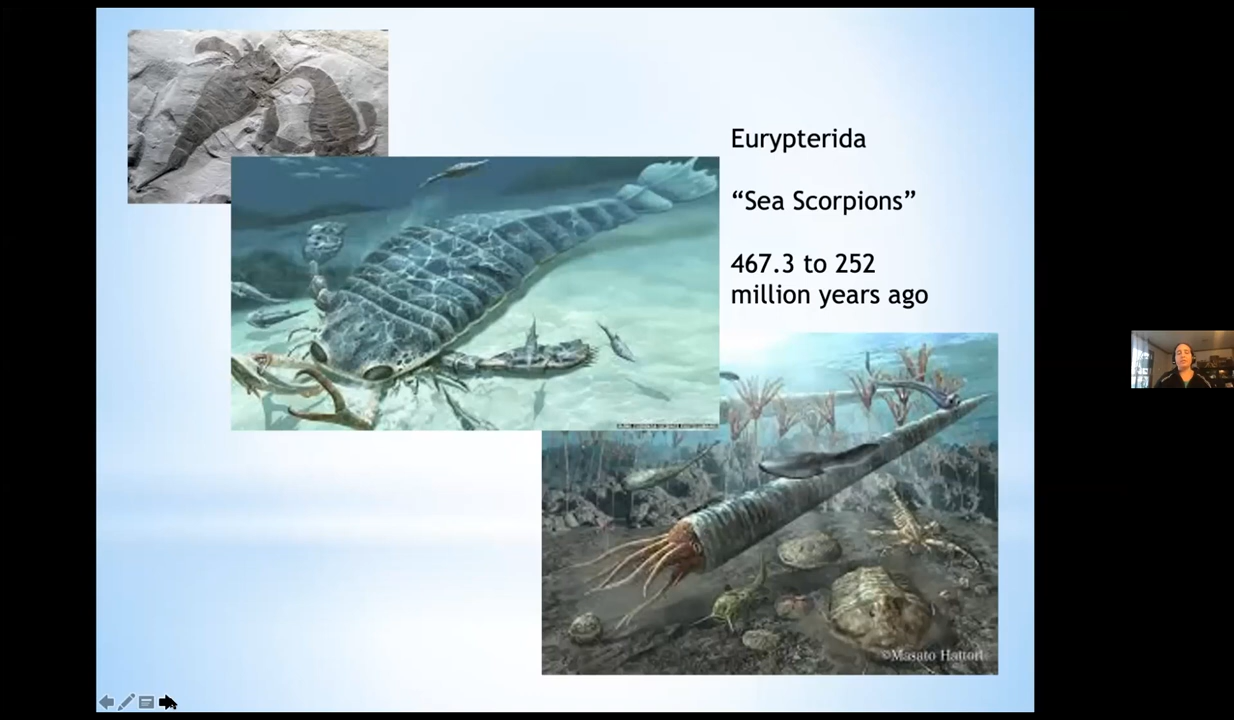 Eurypterida
“Sea Scorpions”
467.3 to 252
million years ago
©Masato Hattori